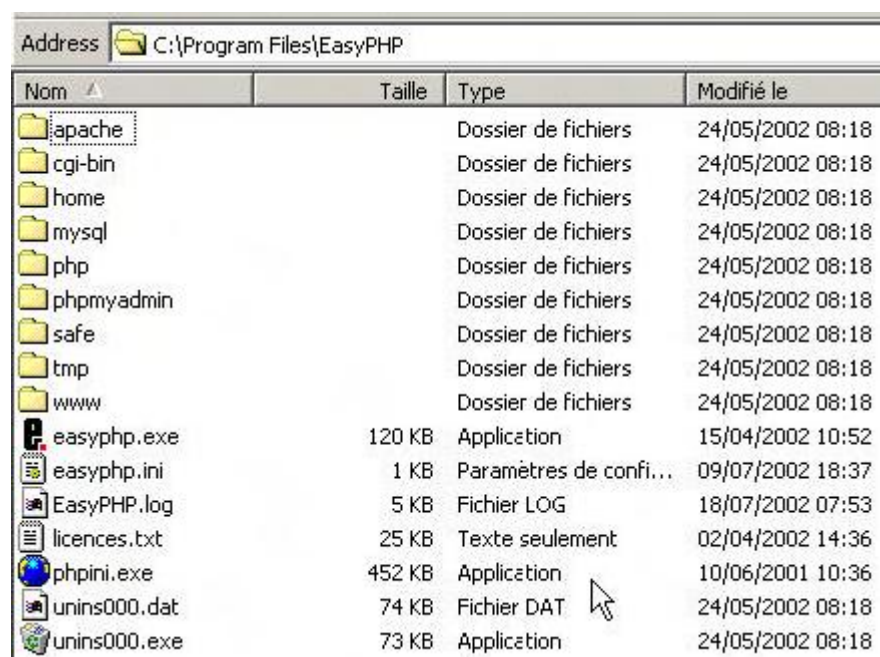 Address C:\Program Files\EasyPHP
Nom Taille Type Modifié le
apache Dossier de fichiers 24/05/2002 08:18
cgi-bin Dossier de fichiers 24/05/2002 08:18
home Dossier de fichiers 24/05/2002 08:18
mysql Dossier de fichiers 24/05/2002 08:18
php Dossier de fichiers 24/05/2002 08:18
phpmyadmin Dossier de fichiers 24/05/2002 08:18
safe Dossier de fichiers 24/05/2002 08:18
tmp Dossier de fichiers 24/05/2002 08:18
www Dossier de fichiers 24/05/2002 08:18
easyphp.exe 120 KB Application 15/04/2002 10:52
easyphp.ini 1 KB Paramètres de confi... 09/07/2002 18:37
EasyPHP.log 5 KB Fichier LOG 18/07/2002 07:53
licences.txt 25 KB Texte seulement 02/04/2002 14:36
phpini.exe 452 KB Application 10/06/2001 10:36
unins000.dat 74 KB Fichier DAT 24/05/2002 08:18
unins000.exe 73 KB Application 24/05/2002 08:18